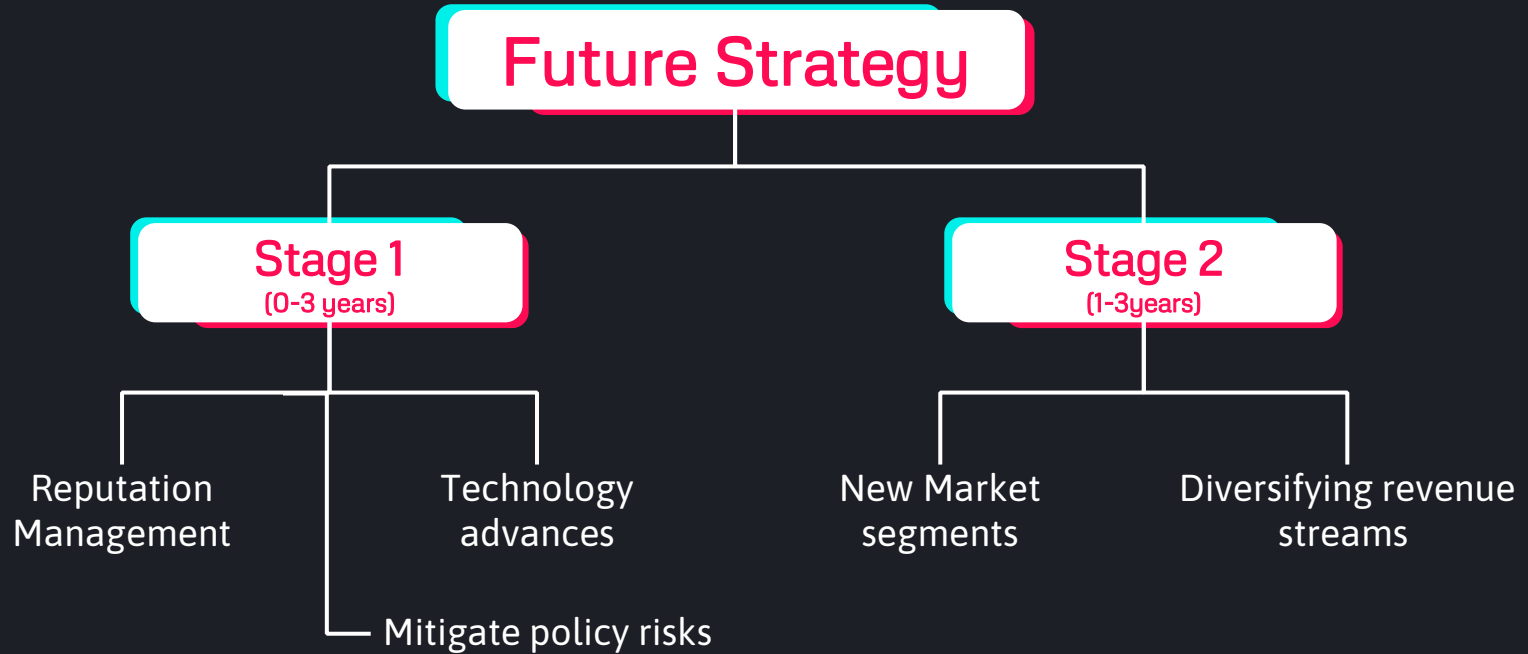 Future Strategy
Stage 1
(0-3 years)
Stage 2
(1-3years)
Reputation
Management
Technology
advances
Mitigate policy risks
New Market
segments
Diversifying revenue
streams